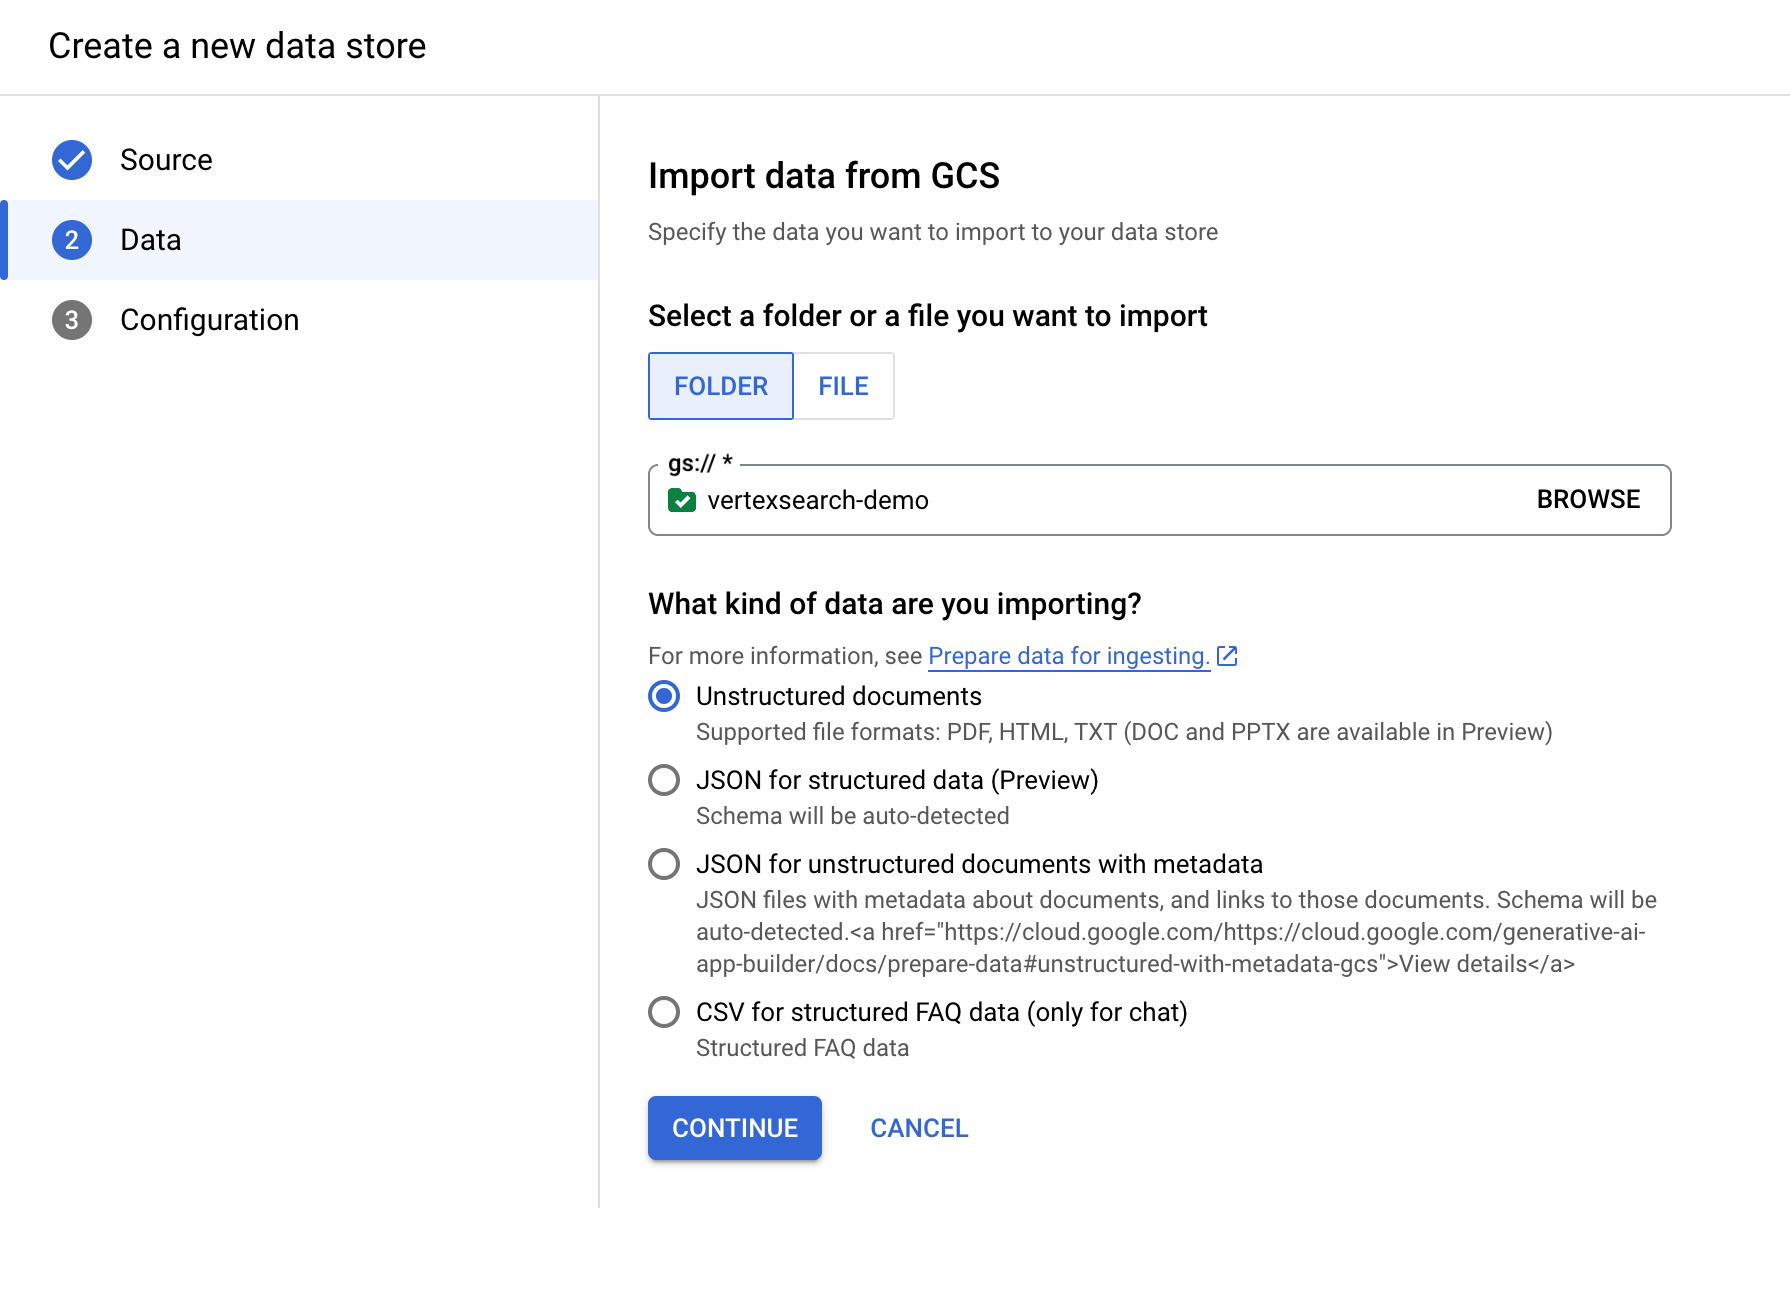 Create a new data store
Source
2 Data
3 Configuration
Import data from GCS
Specify the data you want to import to your data store
Select a folder or a file you want to import
FOLDER FILE
gs:// *
vertexsearch-demo BROWSE
What kind of data are you importing?
For more information, see Prepare data for ingesting.
Unstructured documents
Supported file formats: PDF, HTML, TXT (DOC and PPTX are available in Preview)
JSON for structured data (Preview)
Schema will be auto-detected
JSON for unstructured documents with metadata
JSON files with metadata about documents, and links to those documents. Schema will be
auto-detected.<a href="https://cloud.google.com/https://cloud.google.com/generative-ai-
app-builder/docs/prepare-data#unstructured-with-metadata-gcs">View details</a>
CSV for structured FAQ data (only for chat)
Structured FAQ data
CONTINUE CANCEL